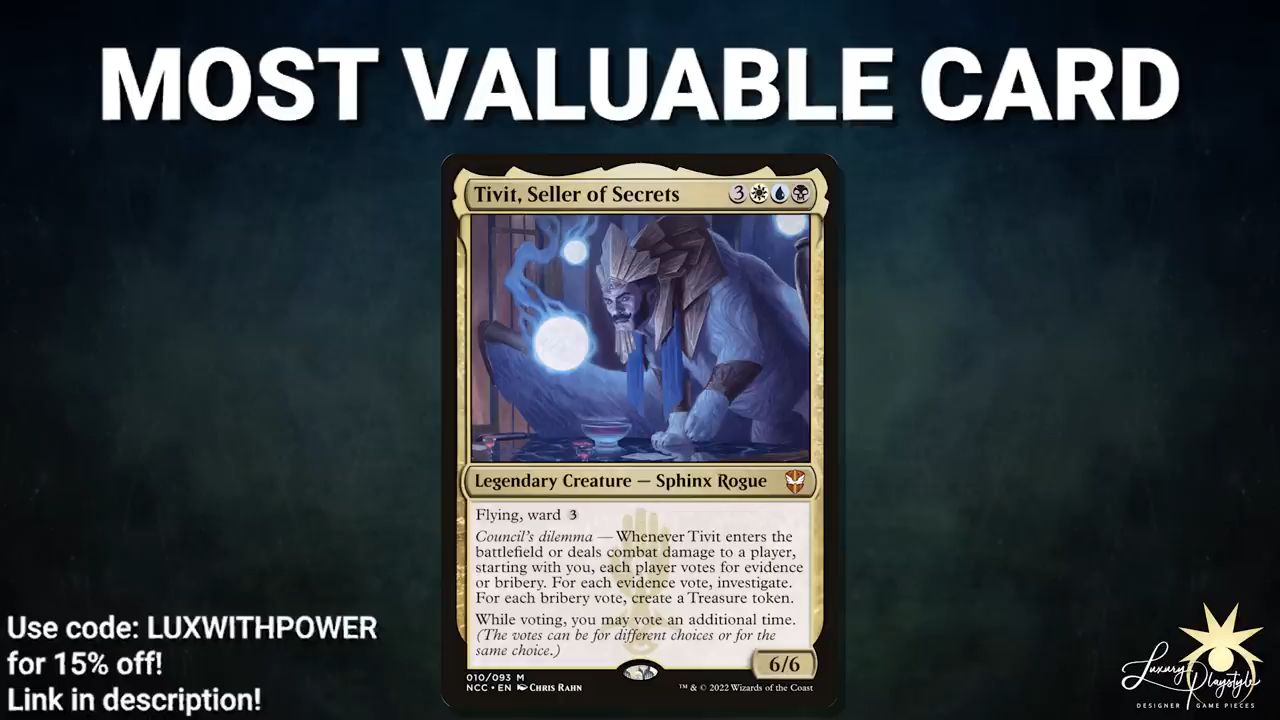 MOST VALUABLE CARD
Tivit, Seller of Secrets 3
Legendary Creature — Sphinx Rogue
Flying, ward 3
Council's dilemma — Whenever Tivit enters the
battlefield or deals combat damage to a player,
starting with you, each player votes for evidence
or bribery. For each evidence vote, investigate.
For each bribery vote, create a Treasure token.
While voting, you may vote an additional time.
(The votes can be for different choices or for the
same choice.)
6/6
010/093 M
NCC • EN Chris Rahn
™ & © 2022 Wizards of the Coast
Use code: LUXWITHPOWER
for 15% off!
Link in description!
Luxury
Playstyle
DESIGNER GAME PIECES